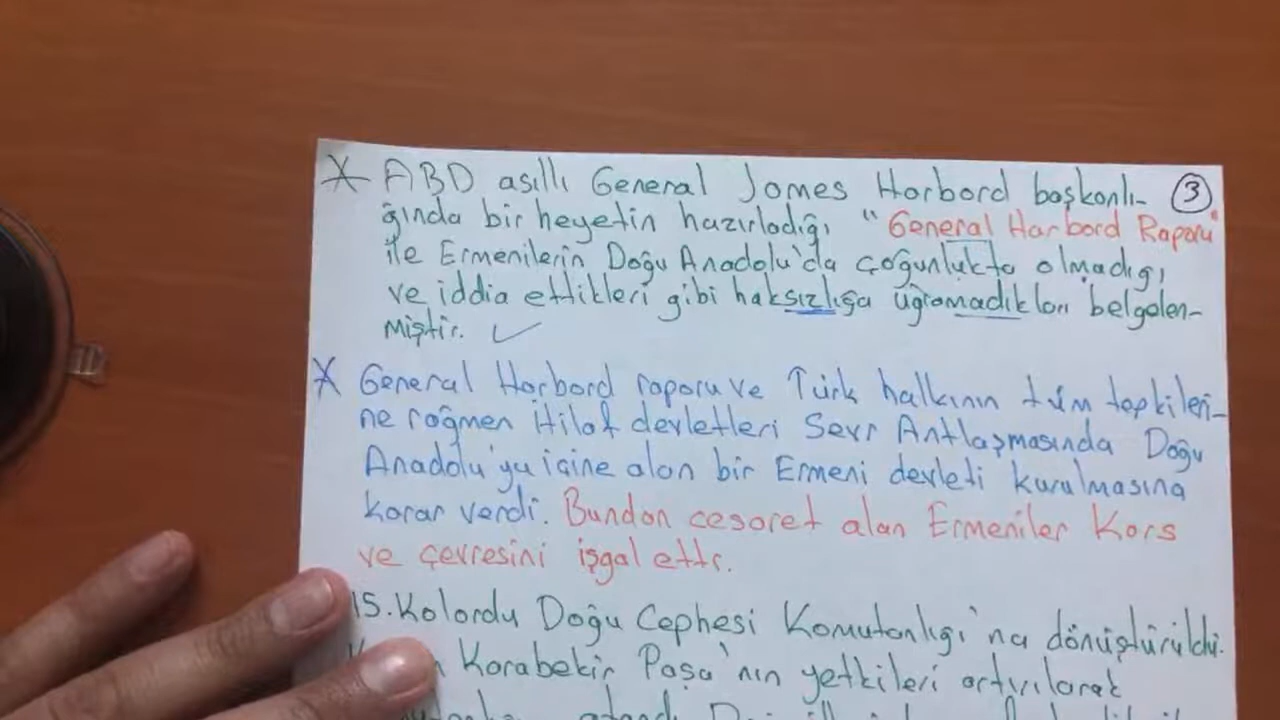 * ABD asıllı General James Harbord başkanlı- ③
ğında bir heyetin hazırladığı "General Harbord Raporu"
ile Ermenilerin Doğu Anadolu'da çoğunlukta olmadığı
ve iddia ettikleri gibi haksızlığa uğramadıkları belgelen-
miştir. ✓
* General Harbord raporu ve Türk halkının tüm tepkileri-
ne rağmen itilaf devletleri Sevr Antlaşmasında Doğu
Anadolu'yu içine alan bir Ermeni devleti kurulmasına
karar verdi. Bundan cesaret alan Ermeniler Kars
ve çevresini işgal etti.
15. Kolordu Doğu Cephesi Komutanlığı'na dönüştürüldü.
Karabekir Paşa'nın yetkileri artırılarak